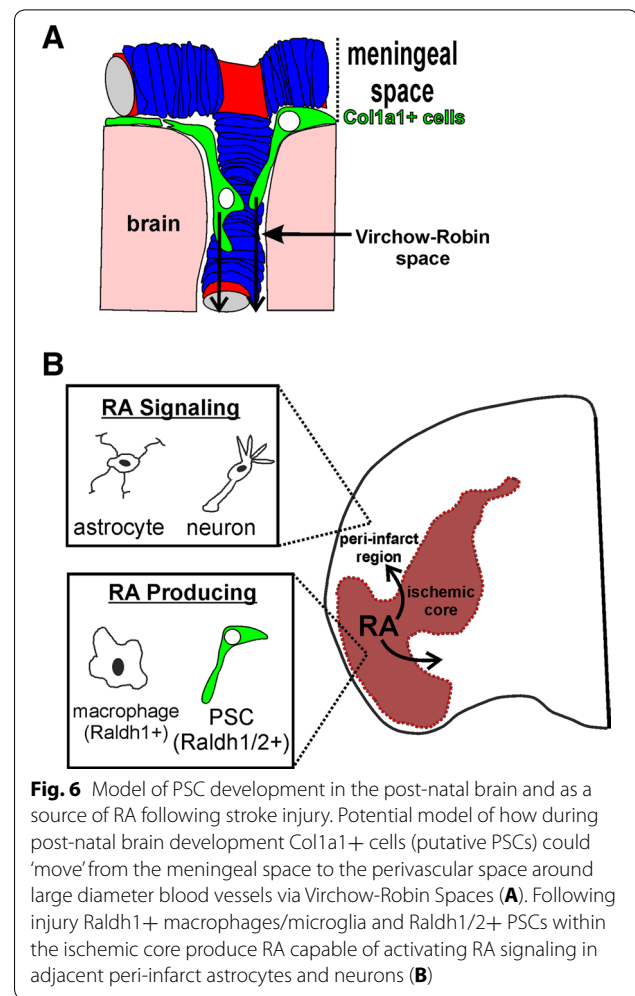 A
meningeal
space
Col1a1+ cells
brain
Virchow-Robin
space
B
RA Signaling
astrocyte neuron
peri-infarct
region
ischemic
core
RA
RA Producing
macrophage
(Raldh1+)
PSC
(Raldh1/2+)
Fig. 6 Model of PSC development in the post-natal brain and as a
source of RA following stroke injury. Potential model of how during
post-natal brain development Col1a1+ cells (putative PSCs) could
‘move’ from the meningeal space to the perivascular space around
large diameter blood vessels via Virchow-Robin Spaces (A). Following
injury Raldh1+ macrophages/microglia and Raldh1/2+ PSCs within
the ischemic core produce RA capable of activating RA signaling in
adjacent peri-infarct astrocytes and neurons (B)